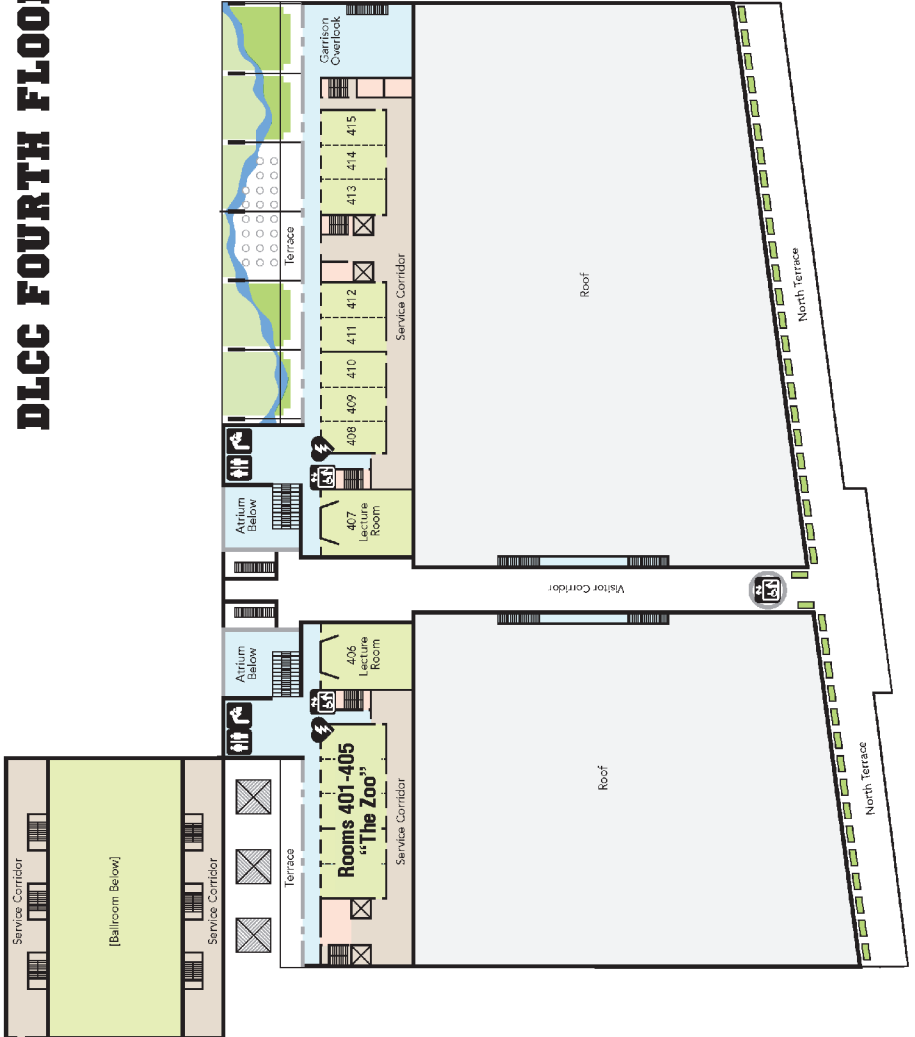 DLCC FOURTH FLOOR
Service Corridor
[Ballroom Below]
Service Corridor
Terrace
Rooms 401-405
“The Zoo”
Service Corridor
Roof
North Terrace
Atrium
Below
406
Lecture
Room
Visitor Corridor
Atrium
Below
407
Lecture
Room
408
409
410
411
412
413
414
415
Service Corridor
Terrace
Garrison
Overlook
Roof
North Terrace